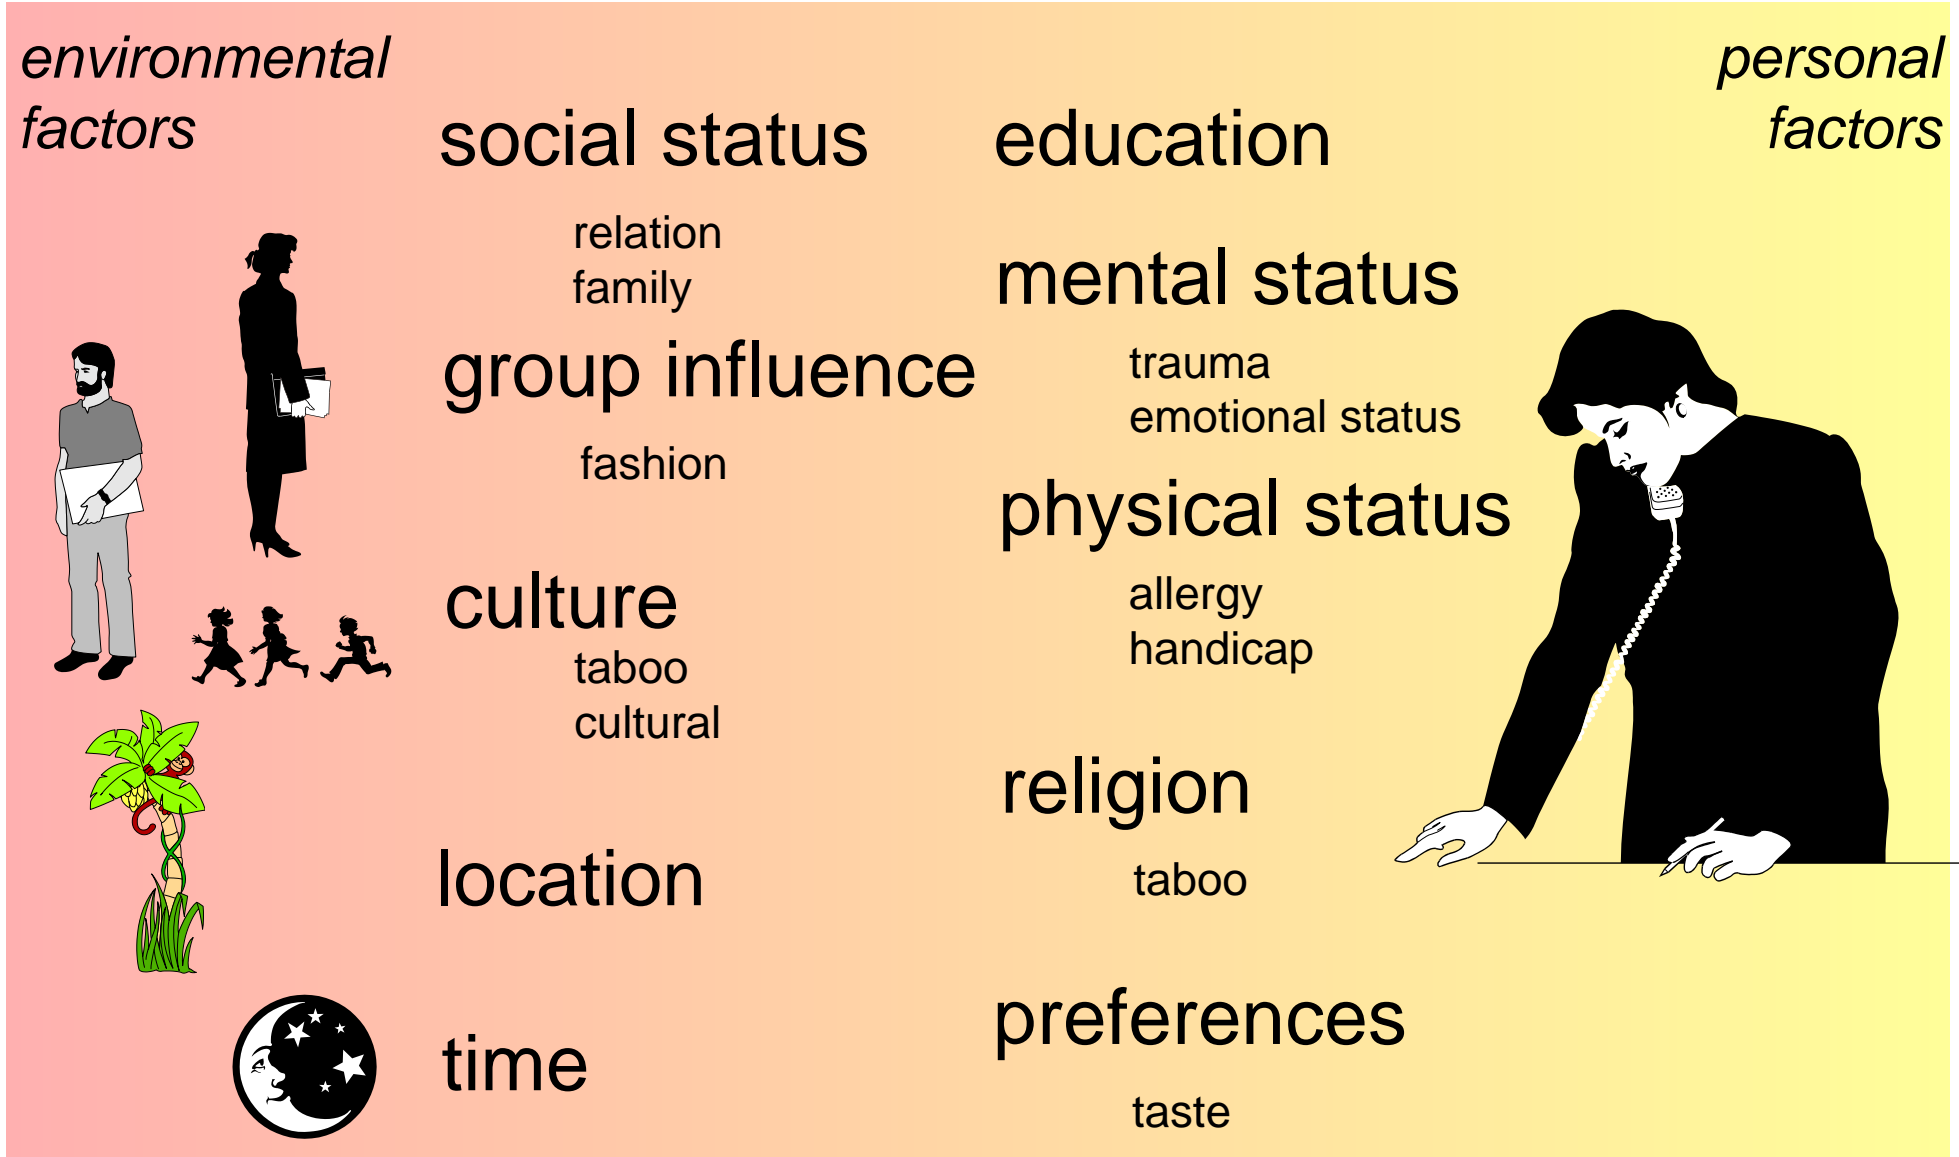 environmental
factors
social status
relation
family
group influence
fashion
culture
taboo
cultural
location
time
personal
factors
education
mental status
trauma
emotional status
physical status
allergy
handicap
religion
taboo
preferences
taste